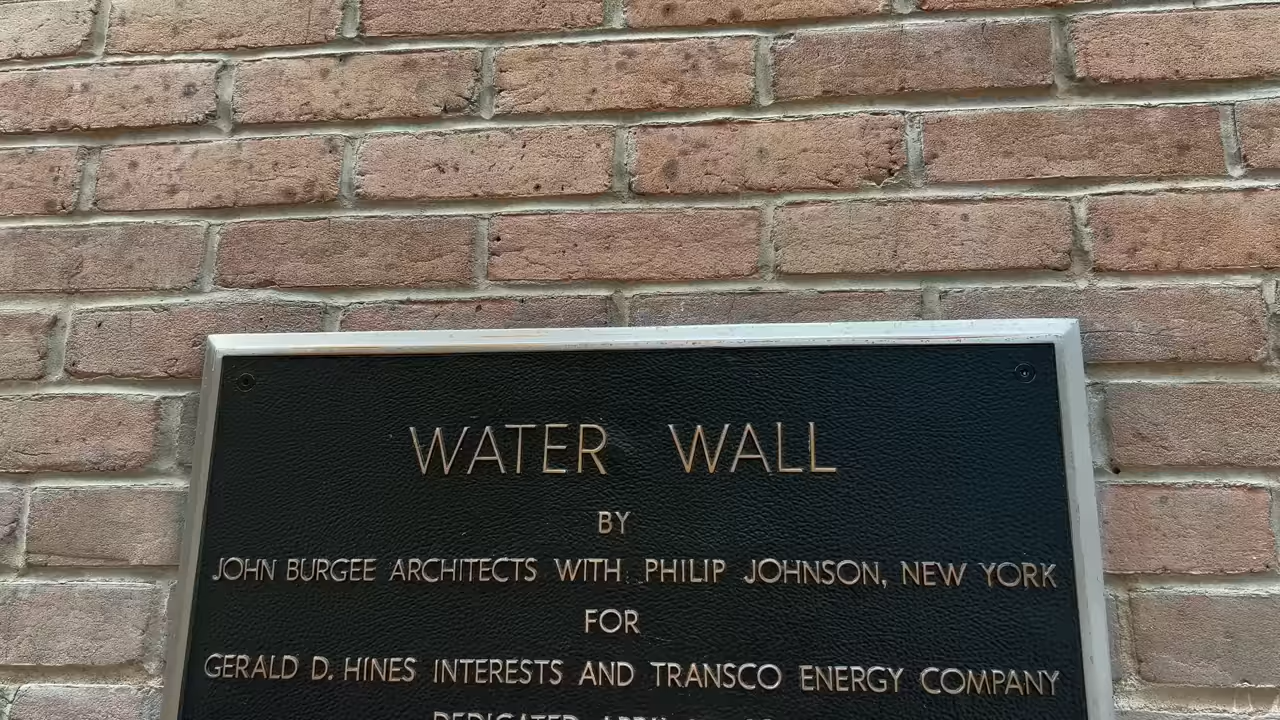 WATER WALL
BY
JOHN BURGEE ARCHITECTS WITH PHILIP JOHNSON, NEW YORK
FOR
GERALD D. HINES INTERESTS AND TRANSCO ENERGY COMPANY
DEDICATED